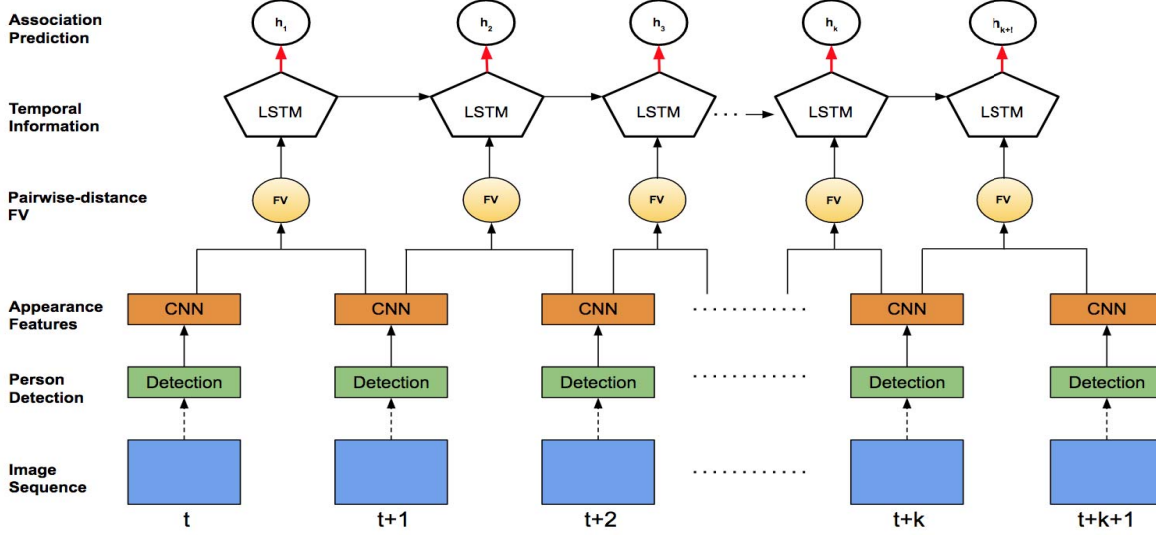 Association
Prediction
h1 h2 h3 hk hk+1
Temporal
Information
LSTM LSTM LSTM LSTM LSTM
Pairwise-distance
FV
FV FV FV FV FV
Appearance
Features
CNN CNN CNN CNN CNN
Person
Detection
Detection Detection Detection Detection Detection
Image
Sequence
t t+1 t+2 t+k t+k+1